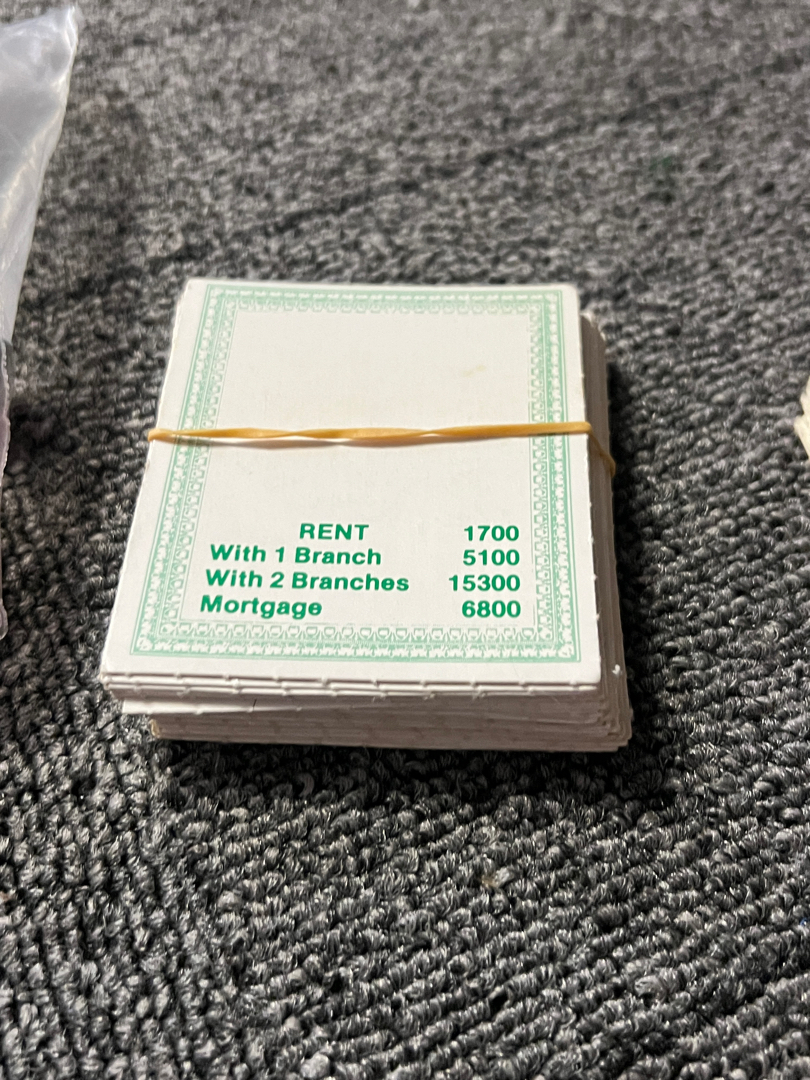 RENT 1700
With 1 Branch 5100
With 2 Branches 15300
Mortgage 6800